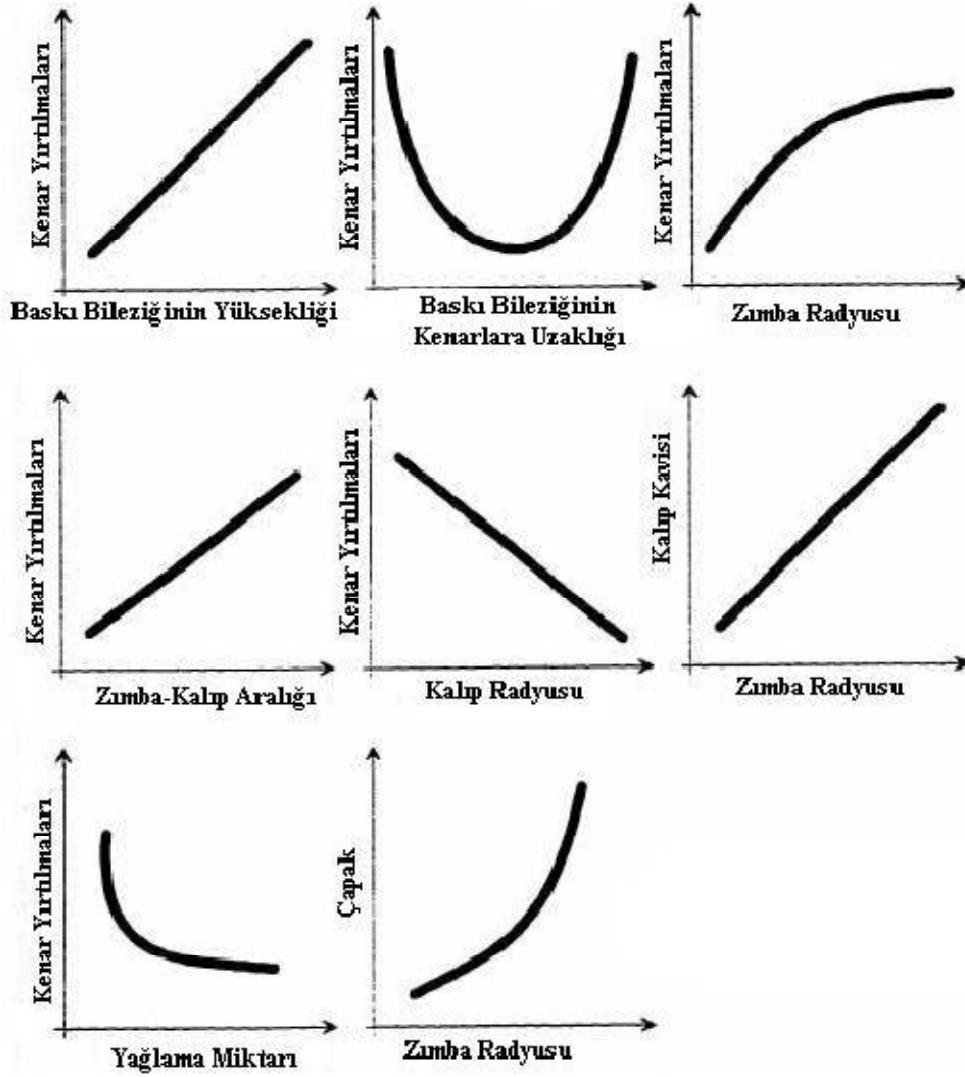 Kenar Yırtılmaları
Baskı Bileziğinin Yüksekliği
Kenar Yırtılmaları
Baskı Bileziğinin
Kenarlara Uzaklığı
Kenar Yırtılmaları
Zımba Radyusu
Kenar Yırtılmaları
Zımba-Kalıp Aralığı
Kenar Yırtılmaları
Kalıp Radyusu
Kalıp Kavisi
Zımba Radyusu
Kenar Yırtılmaları
Yağlama Miktarı
Çapak
Zımba Radyusu